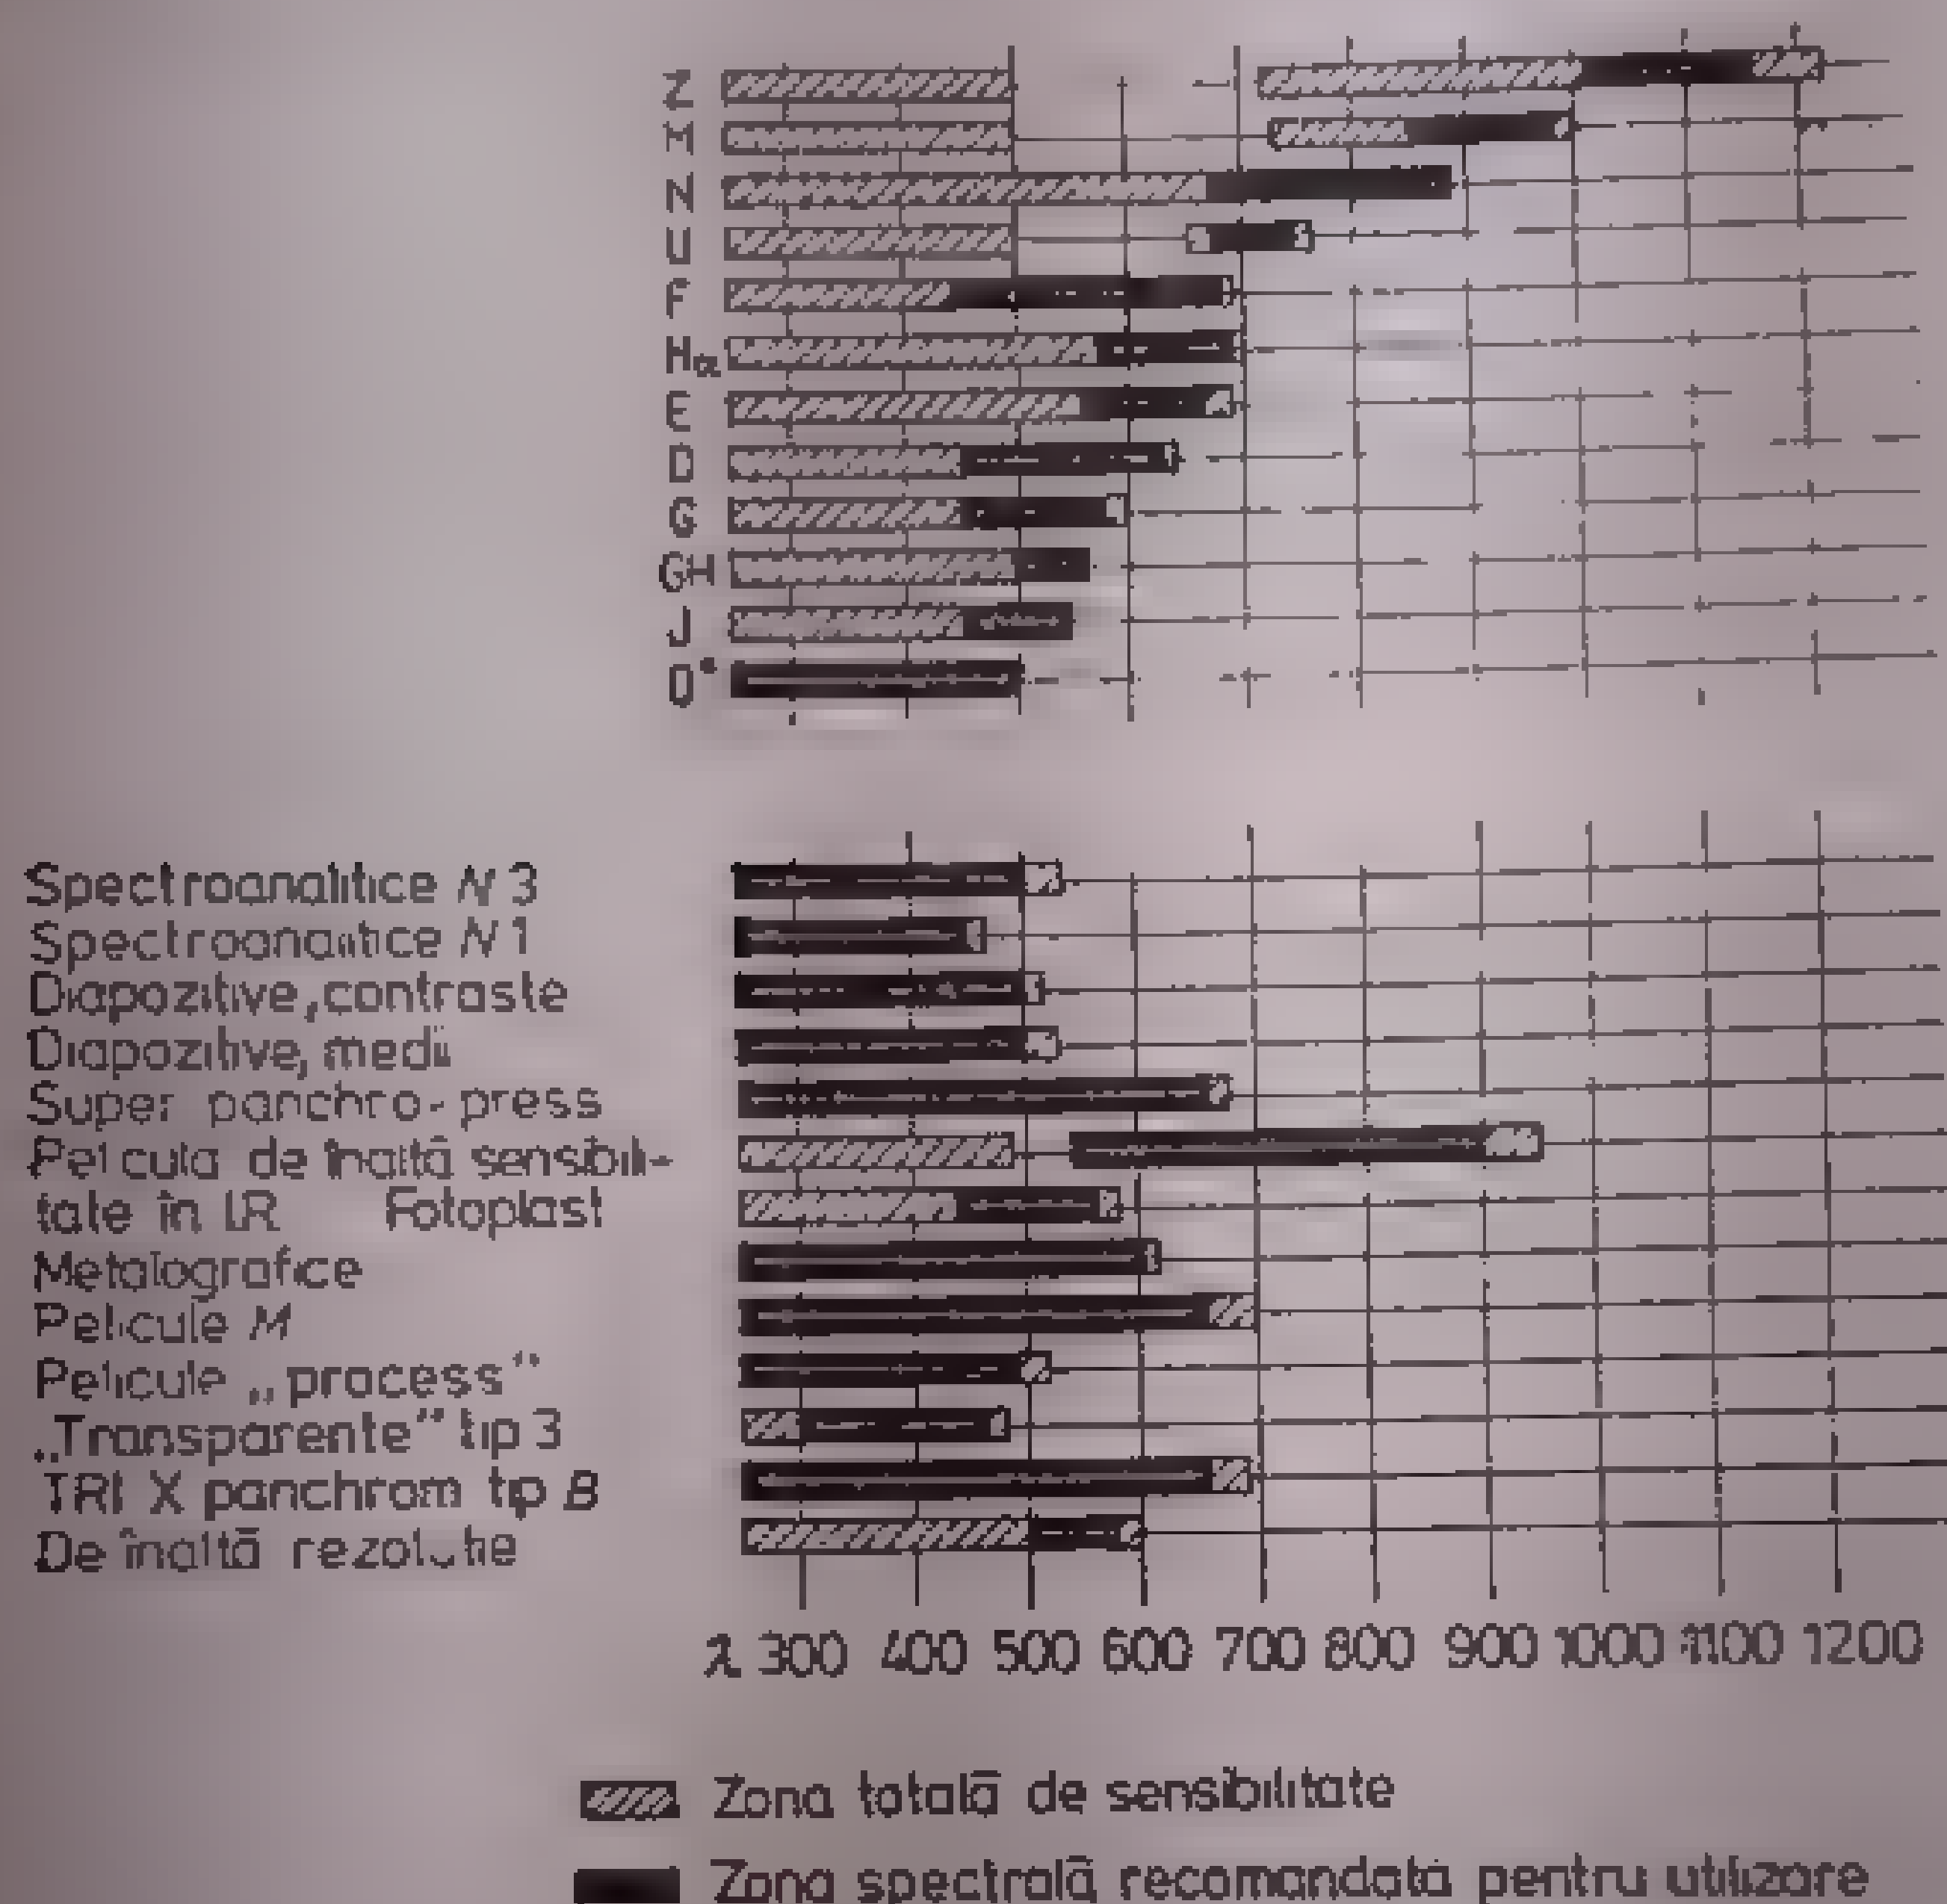 Z
M
N
U
F
Hα
E
D
G
GH
J
O
Spectroanalitice N 3
Spectroanalitice N 1
Diapozitive, contraste
Diapozitive, medii
Super panchro-press
Pelicula de înaltă sensibili-
tate în I.R Fotoplast
Metalografice
Pelicule M
Pelicule „process”
„Transparente” tip 3
TRI X panchrom tip B
De înaltă rezoluție
λ 300 400 500 600 700 800 900 1000 1100 1200
Zona totală de sensibilitate
Zona spectrală recomandată pentru utilizare